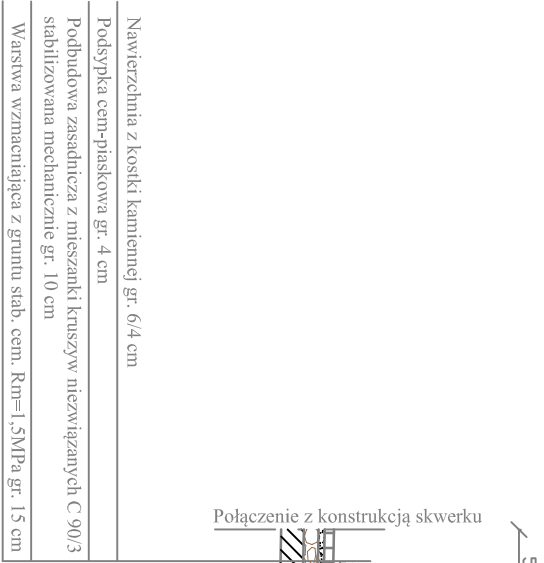 Nawierzchnia z kostki kamiennej gr. 6/4 cm
Podsypka cem-piaskowa gr. 4 cm
Podbudowa zasadnicza z mieszanki kruszyw niezwiązanych C 90/3
stabilizowana mechanicznie gr. 10 cm
Warstwa wzmacniająca z gruntu stab. cem. Rm=1,5MPa gr. 15 cm
Połączenie z konstrukcją skwerku